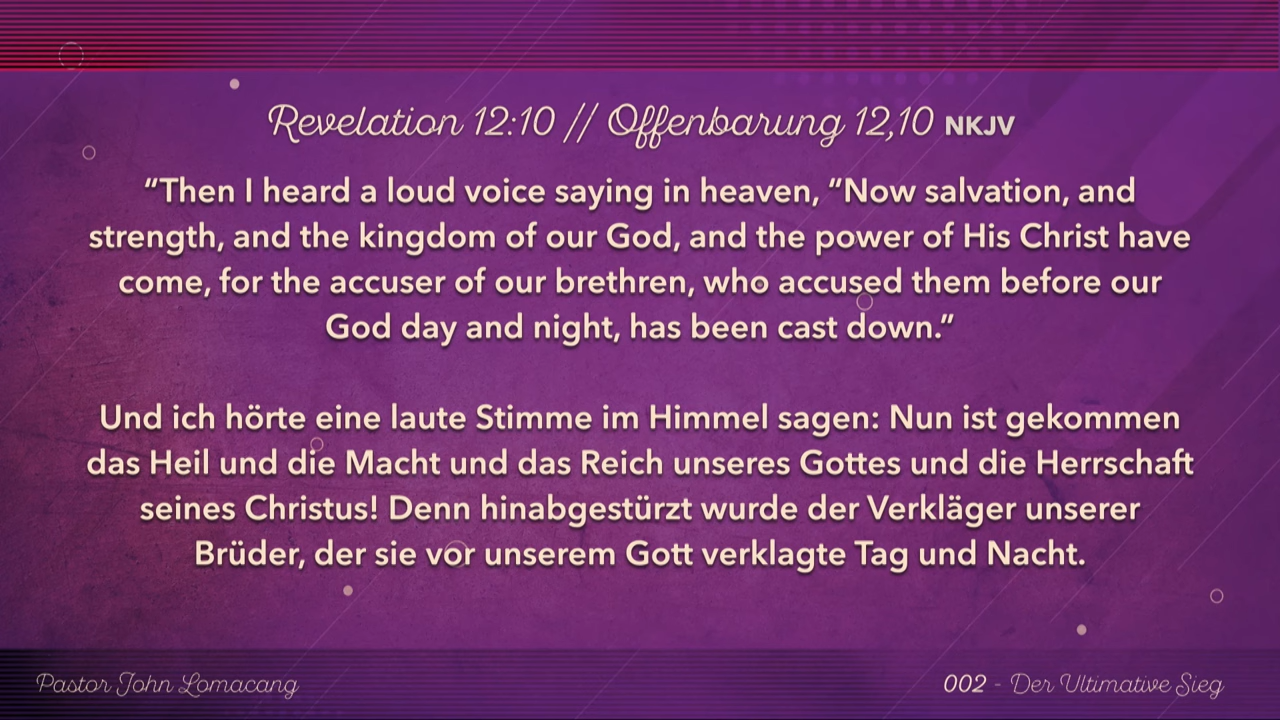 Revelation 12:10 // Offenbarung 12,10 NKJV
“Then I heard a loud voice saying in heaven, “Now salvation, and
strength, and the kingdom of our God, and the power of His Christ have
come, for the accuser of our brethren, who accused them before our
God day and night, has been cast down.”
Und ich hörte eine laute Stimme im Himmel sagen: Nun ist gekommen
das Heil und die Macht und das Reich unseres Gottes und die Herrschaft
seines Christus! Denn hinabgestürzt wurde der Verkläger unserer
Brüder, der sie vor unserem Gott verklagte Tag und Nacht.
Pastor John Lomacang
002 - Der Ultimative Sieg